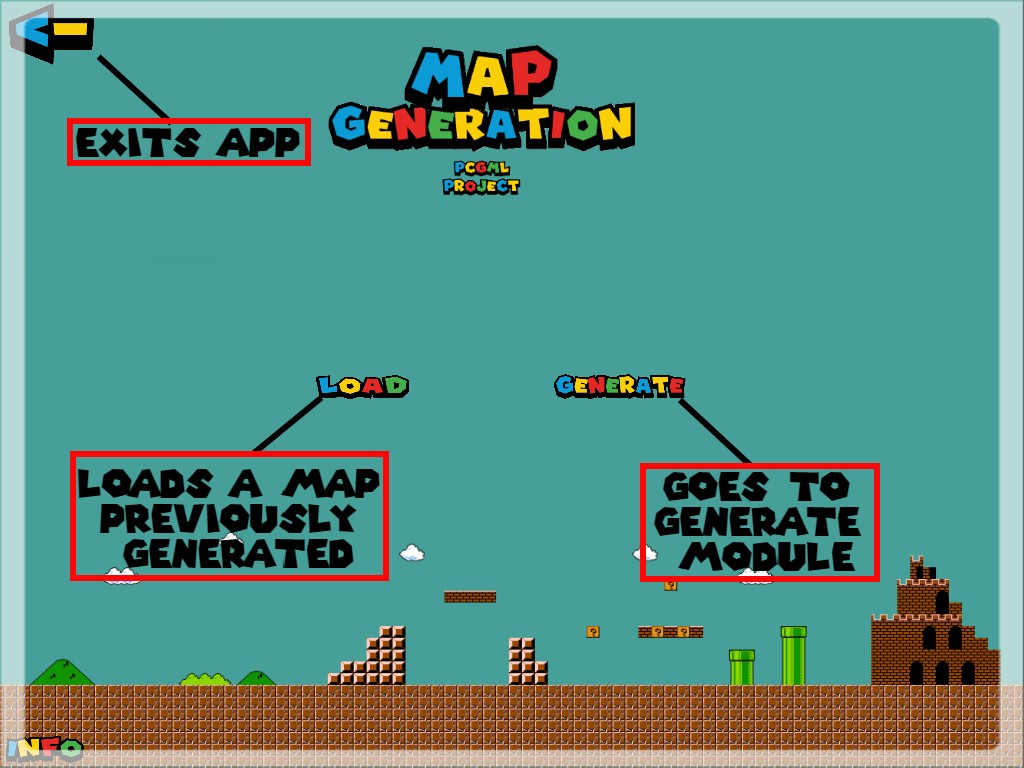 MAP
GENERATION
PCGML
PROJECT
EXITS APP
LOAD
GENERATE
LOADS A MAP
PREVIOUSLY
GENERATED
GOES TO
GENERATE
MODULE
?
?
?
?
INFO